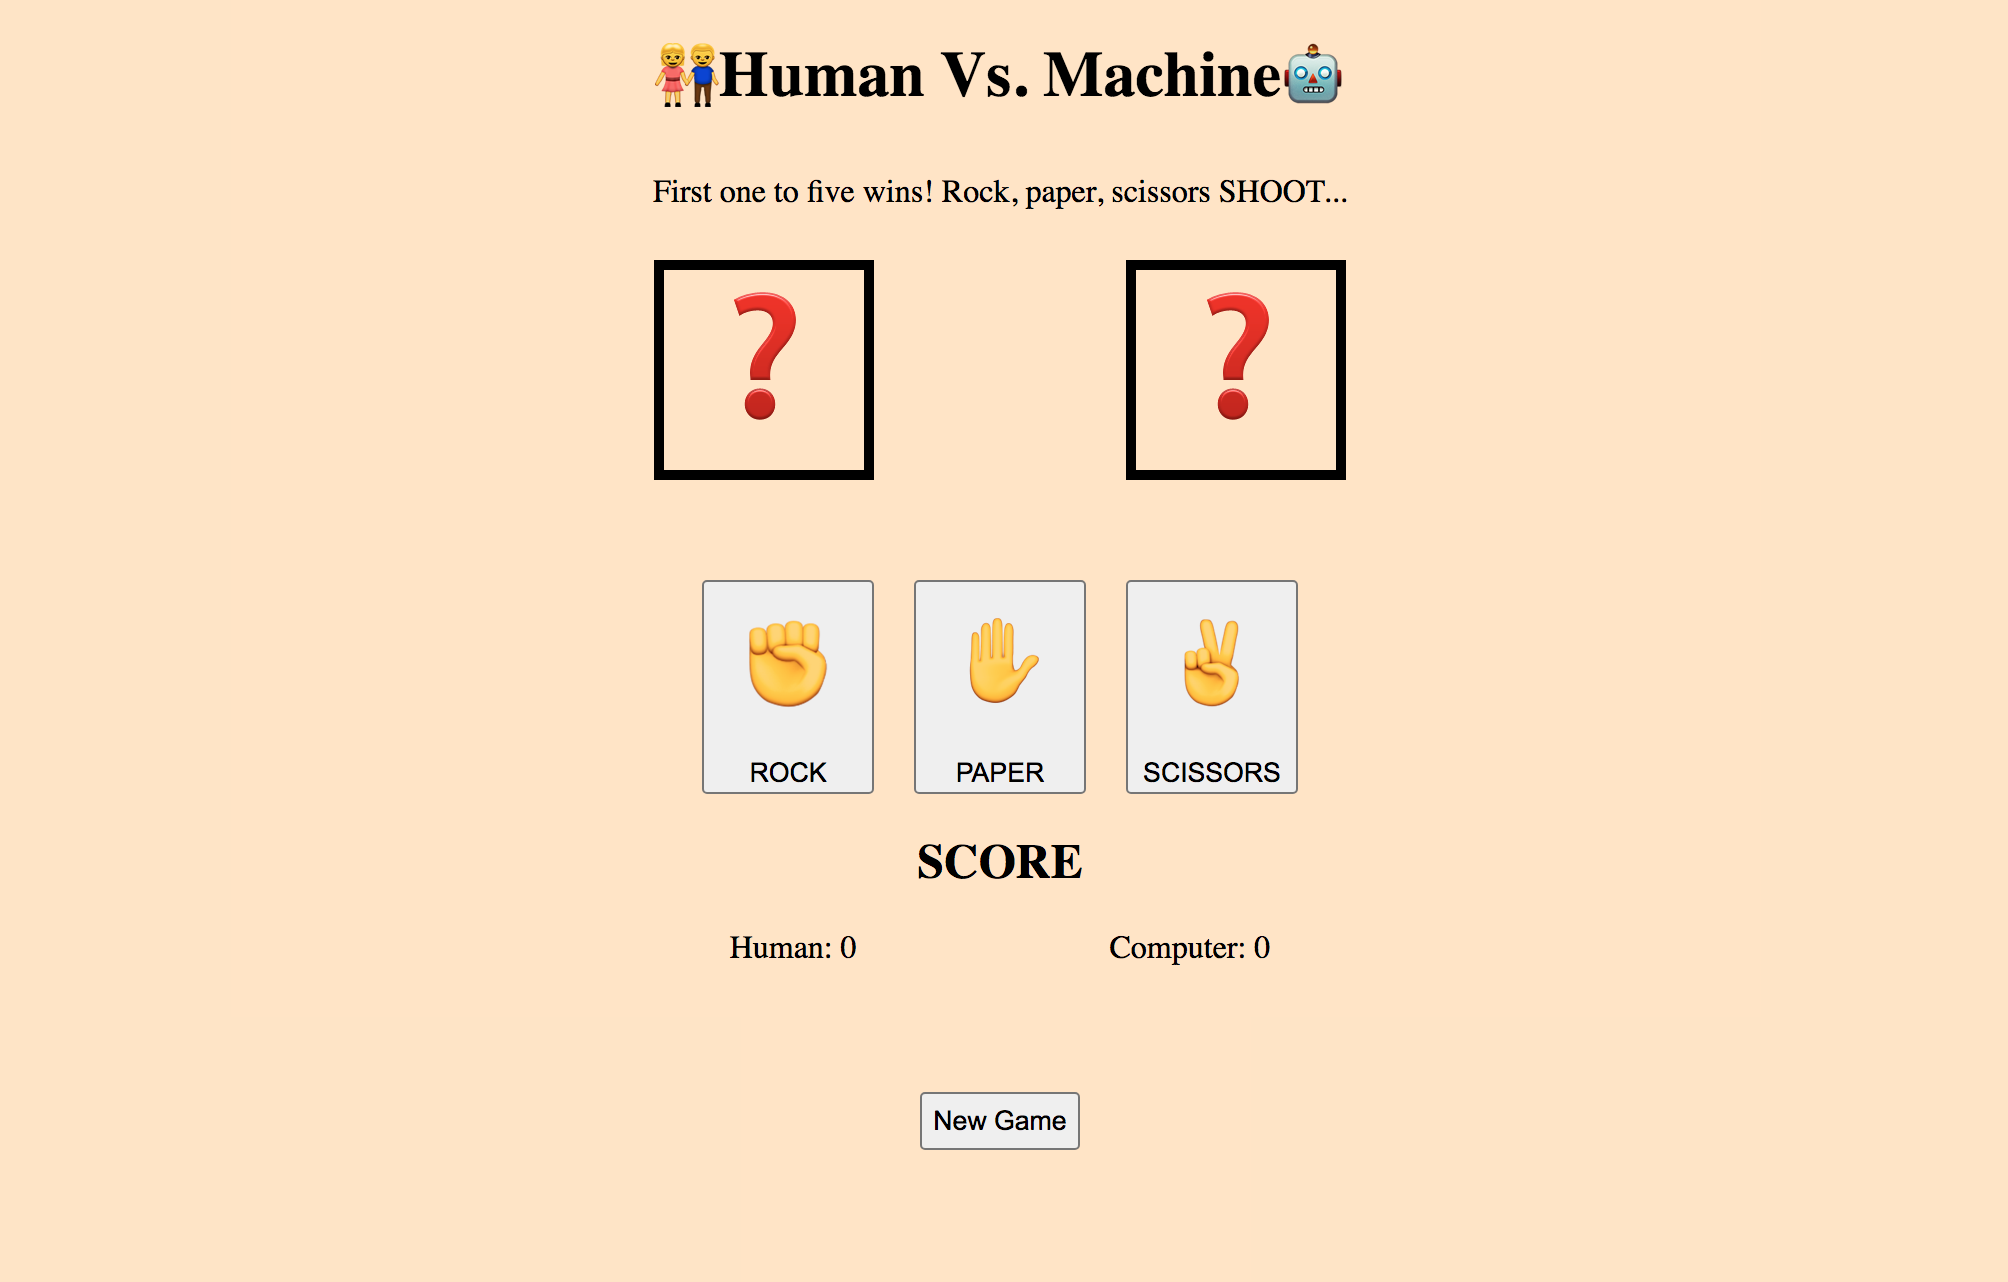 👫Human Vs. Machine🤖
First one to five wins! Rock, paper, scissors SHOOT...
❓ ❓
ROCK PAPER SCISSORS
SCORE
Human: 0 Computer: 0
New Game